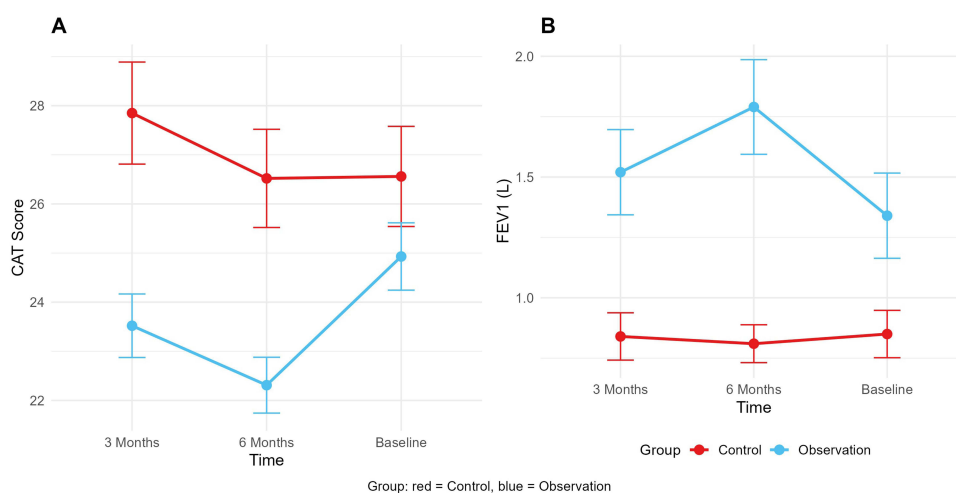 A
CAT Score
28
26
24
22
3 Months 6 Months Baseline
Time
B
FEV1 (L)
2.0
1.5
1.0
3 Months 6 Months Baseline
Time
Group Control Observation
Group: red = Control, blue = Observation